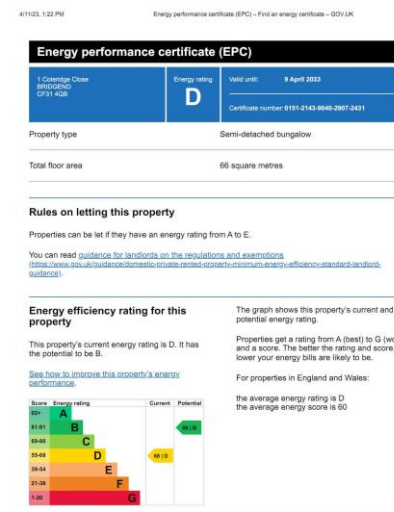 4/11/23, 1:22 PM
Energy performance certificate (EPC) – Find an energy certificate – GOV.UK
Energy performance certificate (EPC)
1 Coleridge Close
BRIDGEND
CF31 4QB
Energy rating
D
Valid until: 9 April 2033
Certificate number: 0151-2143-9040-2907-2431
Property type
Semi-detached bungalow
Total floor area
66 square metres
Rules on letting this property
Properties can be let if they have an energy rating from A to E.
You can read guidance for landlords on the regulations and exemptions
(https://www.gov.uk/guidance/domestic-private-rented-property-minimum-energy-efficiency-standard-landlord-
guidance).
Energy efficiency rating for this
property
This property's current energy rating is D. It has
the potential to be B.
See how to improve this property's energy
performance.
Score Energy rating Current Potential
92+ A
81-91 B
69-80 C
55-68 D
39-54 E
21-38 F
1-20 G
66 | D
The graph shows this property's current and
potential energy rating.
Properties get a rating from A (best) to G (wo
and a score. The better the rating and score
lower your energy bills are likely to be.
For properties in England and Wales:
the average energy rating is D
the average energy score is 60